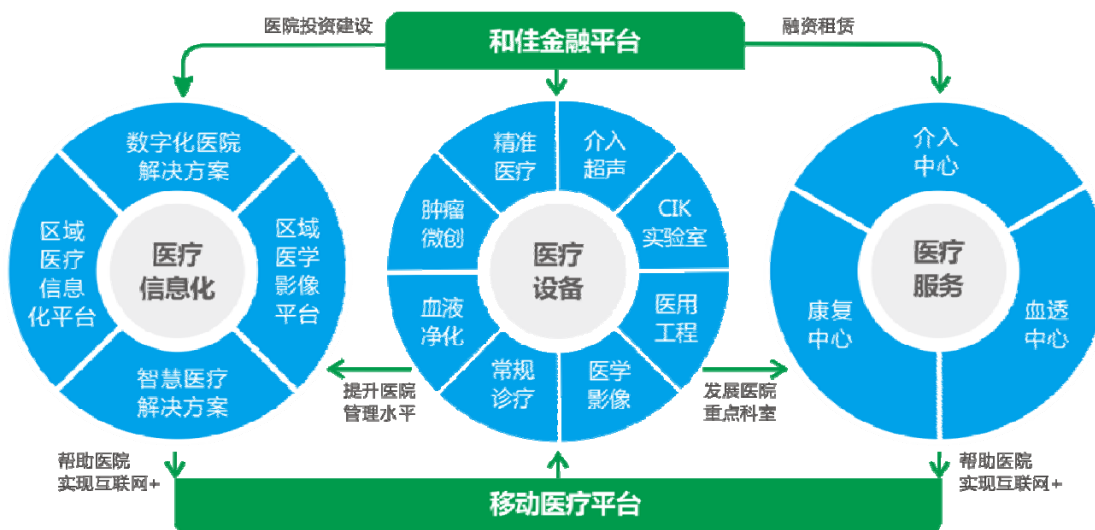 医院投资建设
和佳金融平台
融资租赁
数字化医院
解决方案
区域
医疗
信息
化平台
医疗
信息化
区域
医学
影像
平台
智慧医疗
解决方案
精准
医疗
介入
超声
肿瘤
微创
CIK
实验室
医疗
设备
血液
净化
医用
工程
常规
诊疗
医学
影像
介入
中心
医疗
服务
康复
中心
血透
中心
提升医院
管理水平
发展医院
重点科室
帮助医院
实现互联网+
移动医疗平台
帮助医院
实现互联网+